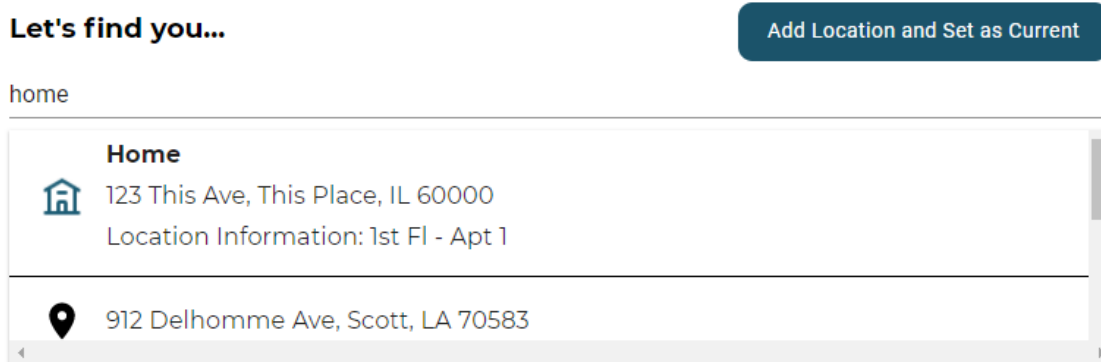 Let's find you...
Add Location and Set as Current
home
Home
123 This Ave, This Place, IL 60000
Location Information: 1st Fl - Apt 1
912 Delhomme Ave, Scott, LA 70583